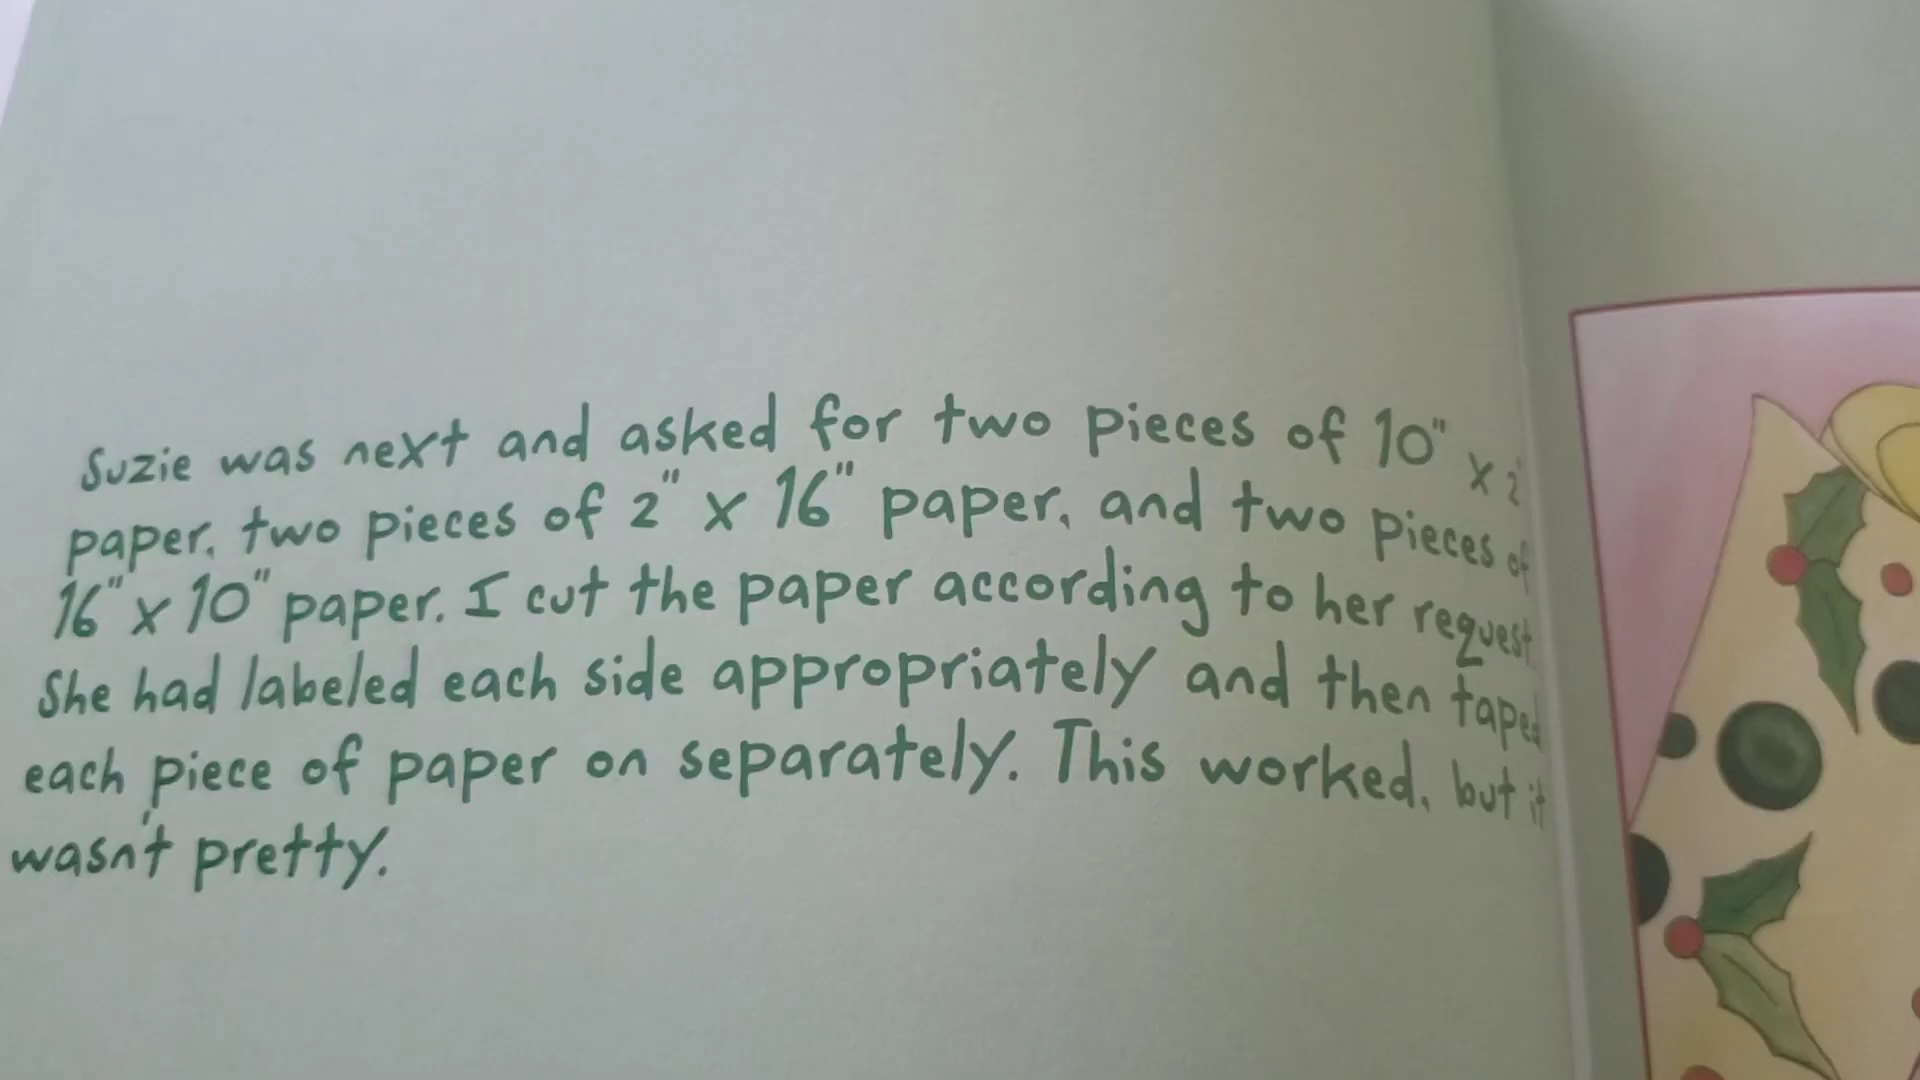 Suzie was next and asked for two pieces of 10" x 2
paper, two pieces of 2" x 16" paper, and two pieces of
16" x 10" paper. I cut the paper according to her request.
She had labeled each side appropriately and then taped
each piece of paper on separately. This worked, but it
wasn't pretty.